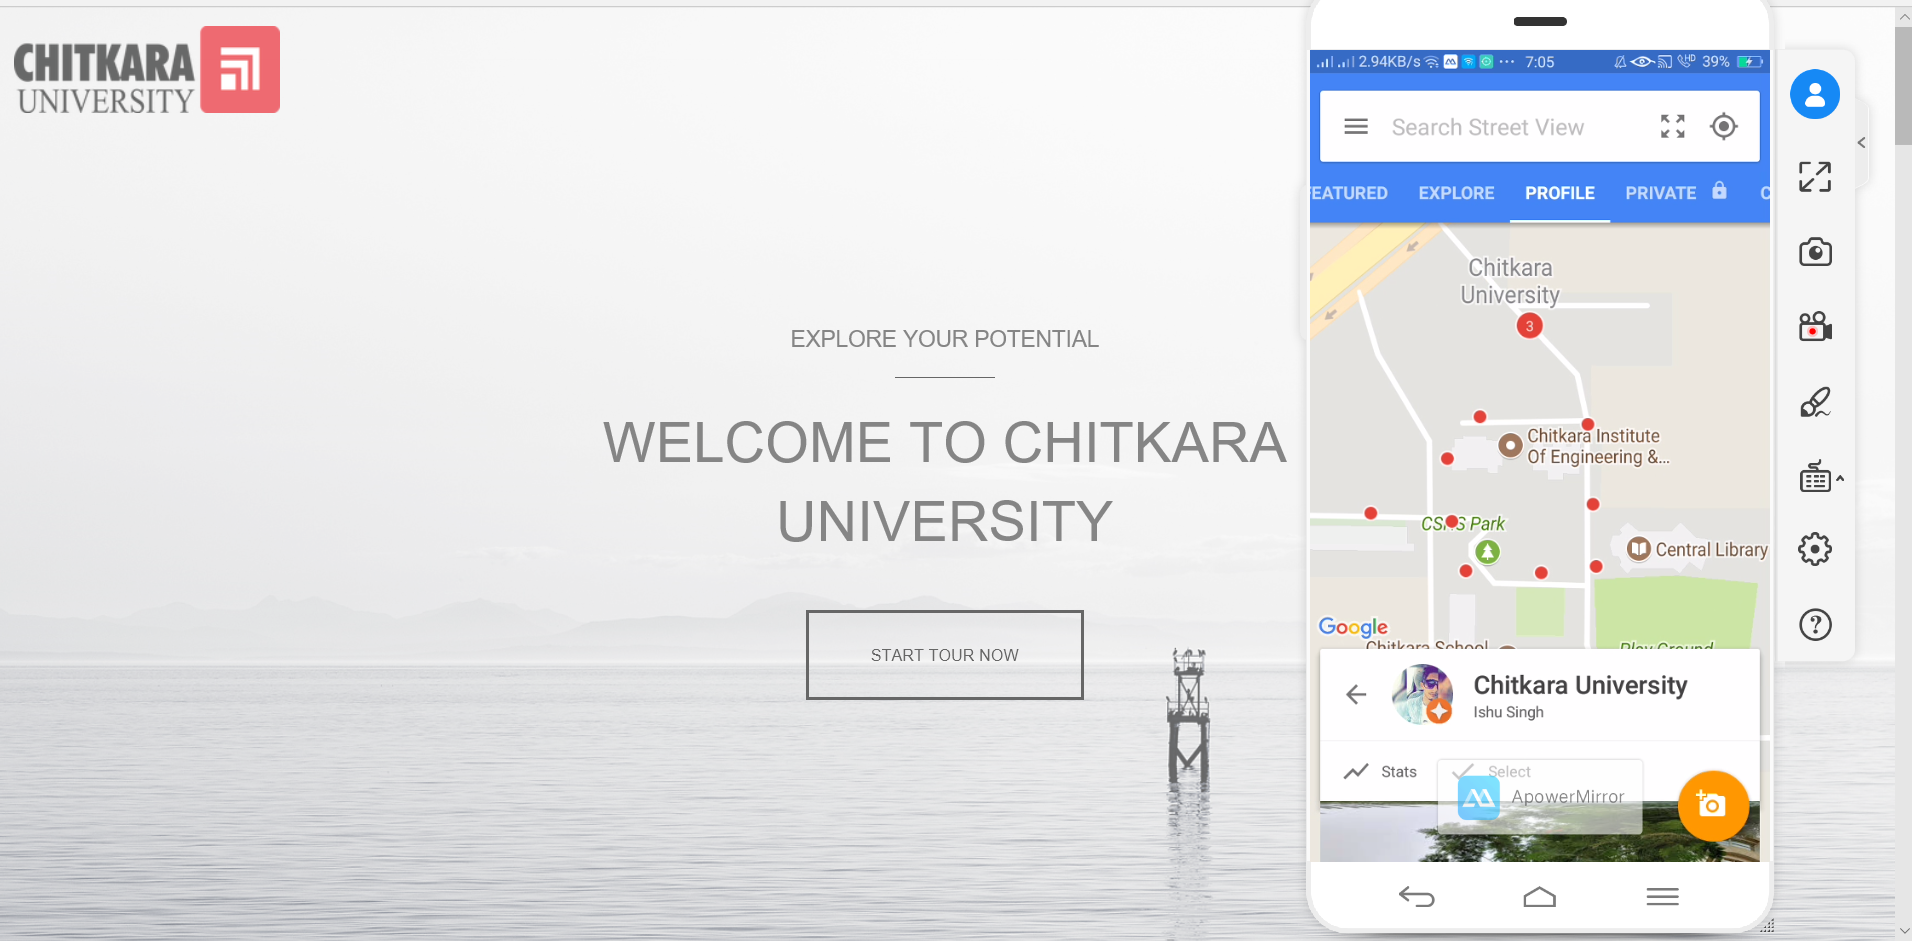 CHITKARA
UNIVERSITY
EXPLORE YOUR POTENTIAL
WELCOME TO CHITKARA
UNIVERSITY
START TOUR NOW
2.94KB/s ··· 7:05 HD 39%
Search Street View
FEATURED EXPLORE PROFILE PRIVATE C
Chitkara
University
3
Chitkara Institute
Of Engineering &...
Park
Central Library
Google
Chitkara School
Play Ground
Chitkara University
Ishu Singh
Stats Select
ApowerMirror